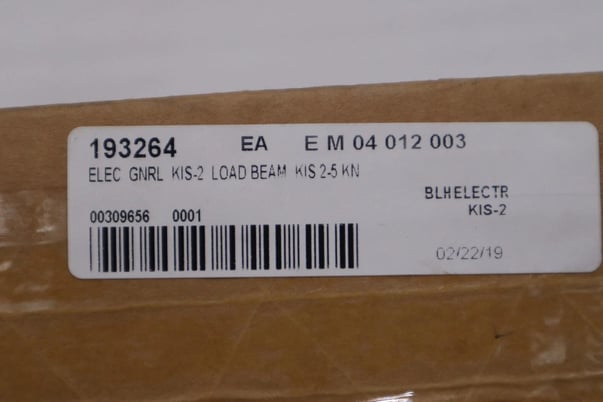 193264 EA E M 04 012 003
ELEC GNRL KIS-2 LOAD BEAM KIS 2-5 KN
BLHELECTR
00309656 0001 KIS-2
02/22/19